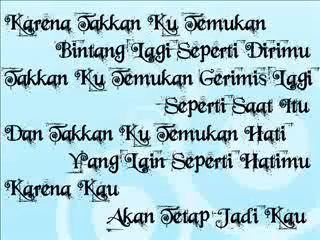 Karena Takkan Ku Temukan
Bintang Lagi Seperti Dirimu
Takkan Ku Temukan Gerimis Lagi
Seperti Saat Itu
Dan Takkan Ku Temukan Hati
Yang Lain Seperti Hatimu
Karena Kau
Akan Tetap Jadi Kau